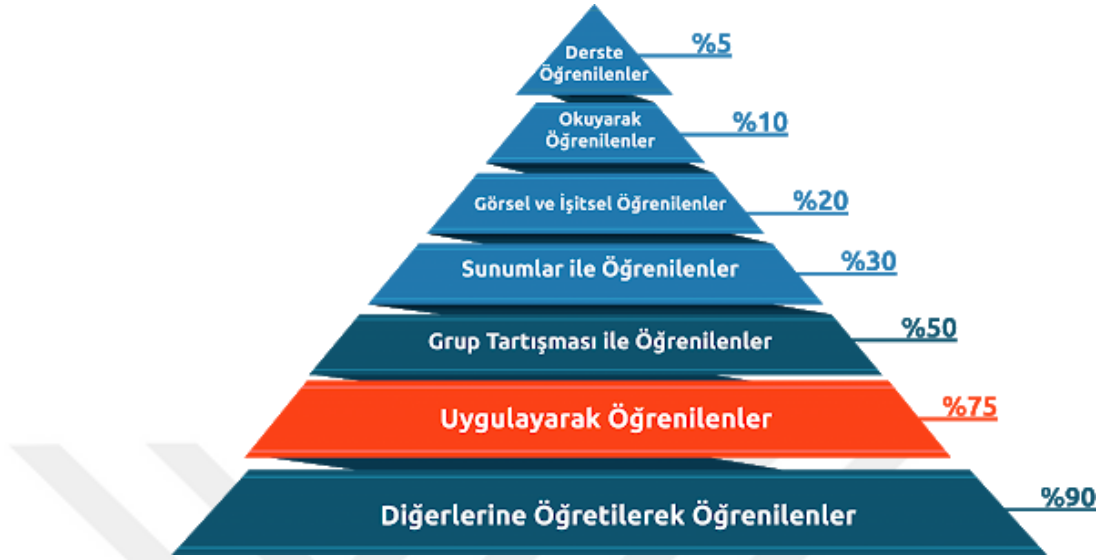 Derste
Öğrenilenler
%5
Okuyarak
Öğrenilenler
%10
Görsel ve İşitsel Öğrenilenler
%20
Sunumlar ile Öğrenilenler
%30
Grup Tartışması ile Öğrenilenler
%50
Uygulayarak Öğrenilenler
%75
Diğerlerine Öğretilerek Öğrenilenler
%90